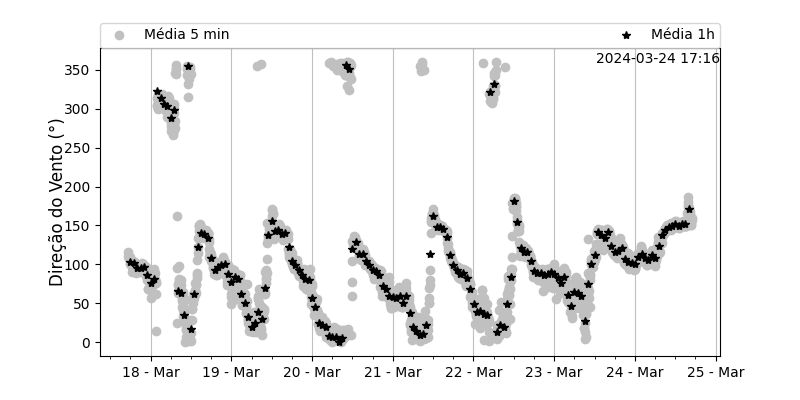 Média 5 min
Média 1h
2024-03-24 17:16
Direção do Vento (°)
350
300
250
200
150
100
50
0
18 - Mar
19 - Mar
20 - Mar
21 - Mar
22 - Mar
23 - Mar
24 - Mar
25 - Mar